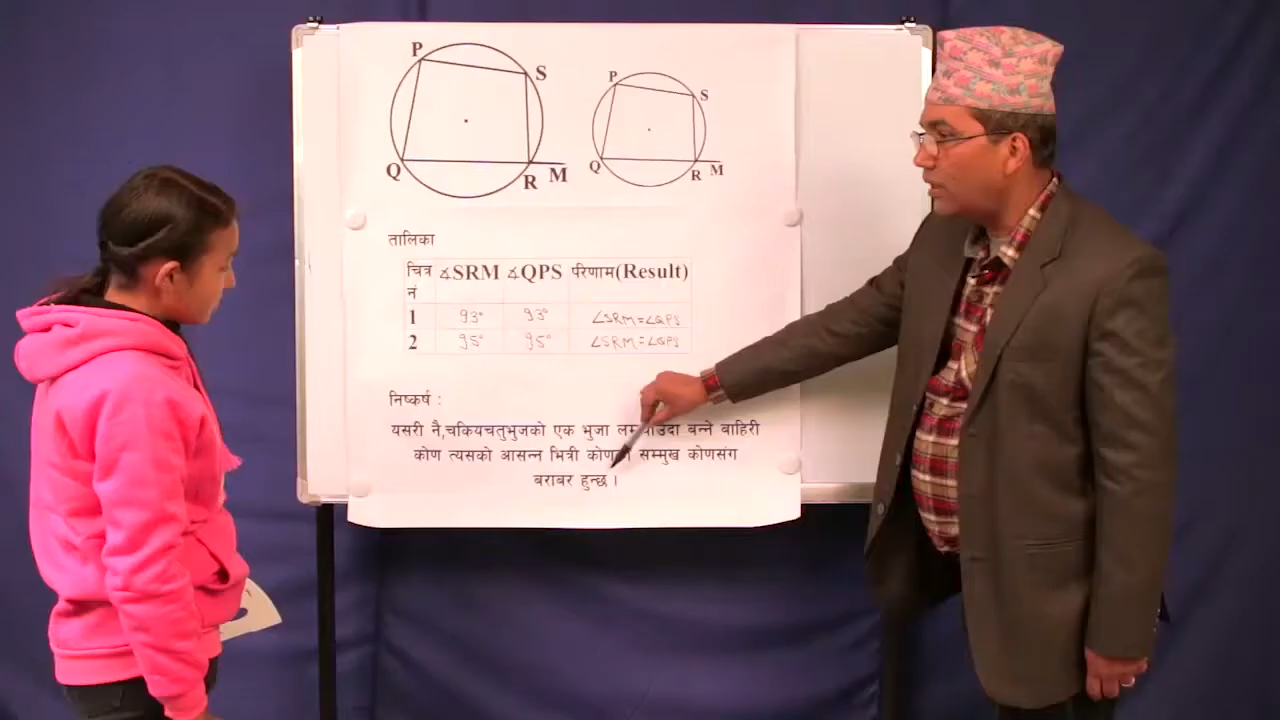 P
S
Q
R
M
P
S
Q
R
M
तालिका
चित्र नं ∡SRM ∡QPS परिणाम(Result)
1 93° 93° ∠SRM=∠QPS
2 95° 95° ∠SRM=∠QPS
निष्कर्ष :
यसरी नै,चकियचतुभुजको एक भुजा बन्ने बाहिरी
कोण त्यसको आसन्न भित्री सम्मुख कोणसंग
बराबर हुन्छ ।